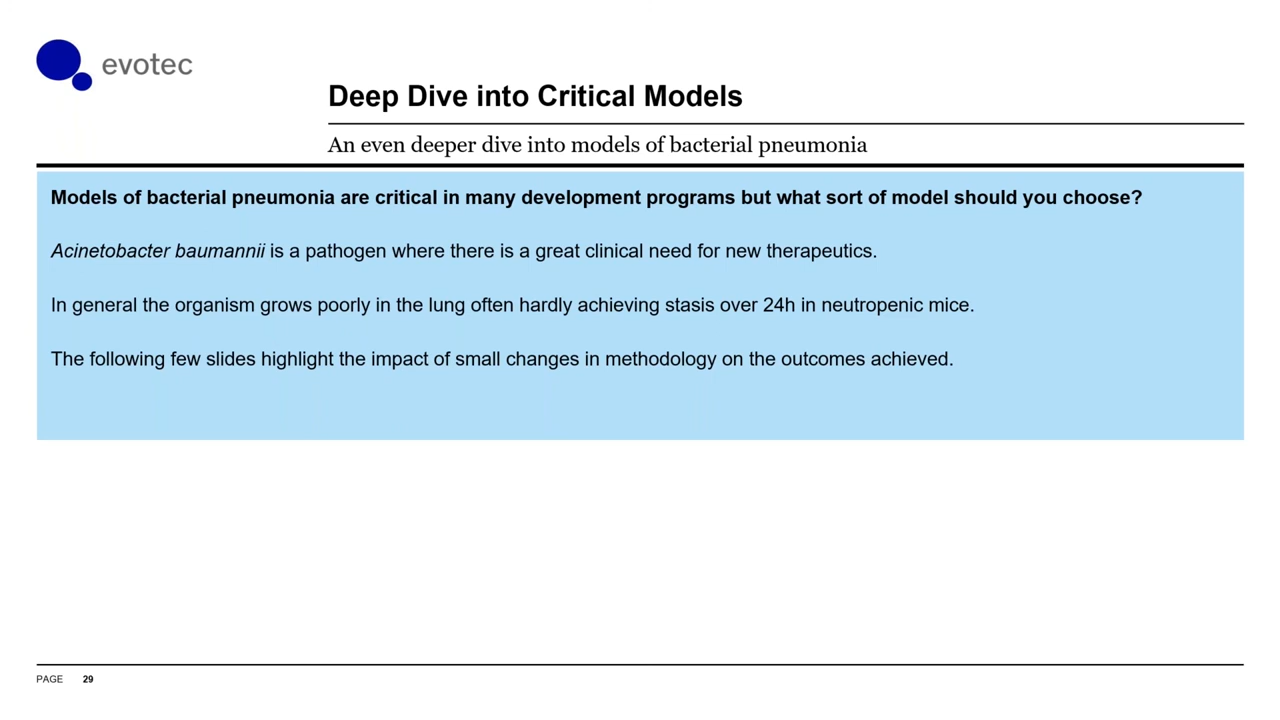 evotec
Deep Dive into Critical Models
An even deeper dive into models of bacterial pneumonia
Models of bacterial pneumonia are critical in many development programs but what sort of model should you choose?
Acinetobacter baumannii is a pathogen where there is a great clinical need for new therapeutics.
In general the organism grows poorly in the lung often hardly achieving stasis over 24h in neutropenic mice.
The following few slides highlight the impact of small changes in methodology on the outcomes achieved.
PAGE 29